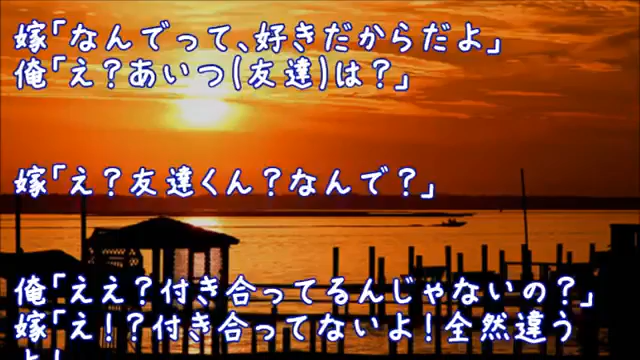 嫁「なんでって、好きだからだよ」
俺「え？あいつ(友達)は？」
嫁「え？友達くん？なんで？」
俺「ええ？付き合ってるんじゃないの？」
嫁「え！？付き合ってないよ！全然違う
よ！